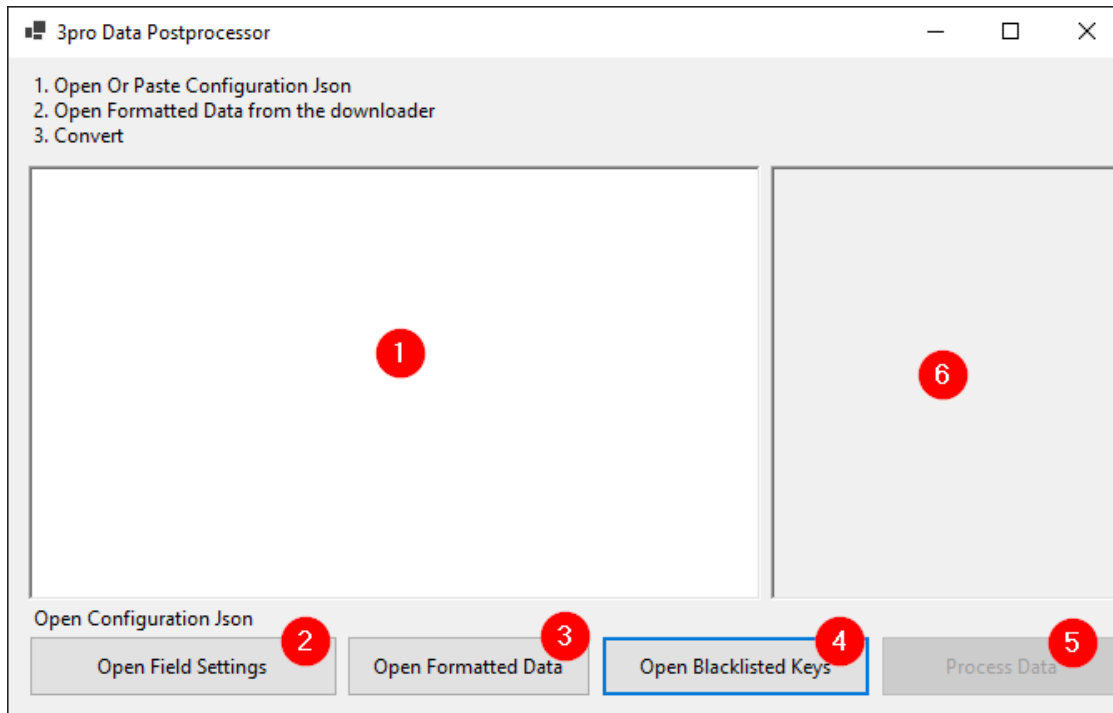 3pro Data Postprocessor
1. Open Or Paste Configuration Json
2. Open Formatted Data from the downloader
3. Convert
1
6
Open Configuration Json
2
3
4
5
Open Field Settings
Open Formatted Data
Open Blacklisted Keys
Process Data